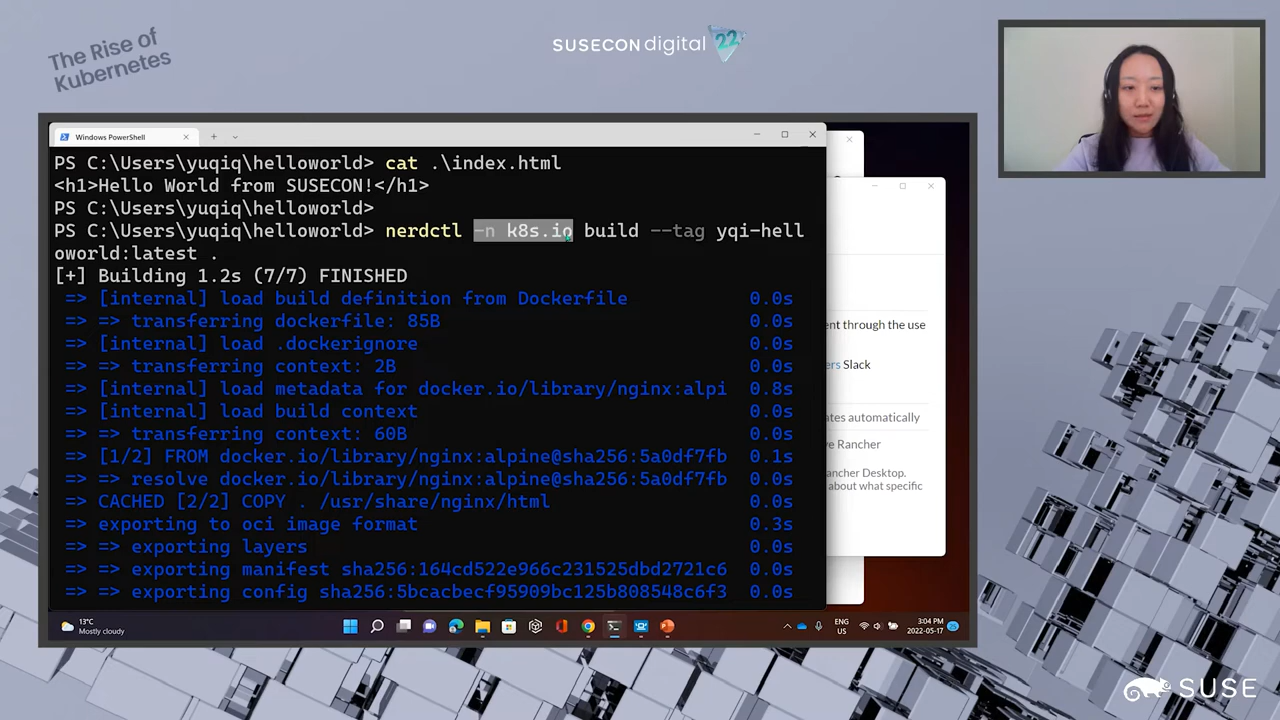 The Rise of
Kubernetes
SUSECON digital 22
Windows PowerShell
PS C:\Users\yuqiq\helloworld> cat .\index.html
<h1>Hello World from SUSECON!</h1>
PS C:\Users\yuqiq\helloworld>
PS C:\Users\yuqiq\helloworld> nerdctl -n k8s.io build --tag yqi-hell
oworld:latest .
[+] Building 1.2s (7/7) FINISHED
=> [internal] load build definition from Dockerfile 0.0s
=> => transferring dockerfile: 85B 0.0s
=> [internal] load .dockerignore 0.0s
=> => transferring context: 2B 0.0s
=> [internal] load metadata for docker.io/library/nginx:alpi 0.8s
=> [internal] load build context 0.0s
=> => transferring context: 60B 0.0s
=> [1/2] FROM docker.io/library/nginx:alpine@sha256:5a0df7fb 0.1s
=> => resolve docker.io/library/nginx:alpine@sha256:5a0df7fb 0.0s
=> CACHED [2/2] COPY . /usr/share/nginx/html 0.0s
=> exporting to oci image format 0.3s
=> => exporting layers 0.0s
=> => exporting manifest sha256:164cd522e966c231525dbd2721c6 0.0s
=> => exporting config sha256:5bcacbecf95909bc125b808548c6f3 0.0s
ent through the use
ers Slack
ates automatically
ve Rancher
ancher Desktop.
about what specific
13°C
Mostly cloudy
ENG
US
3:04 PM
2022-05-17
SUSE